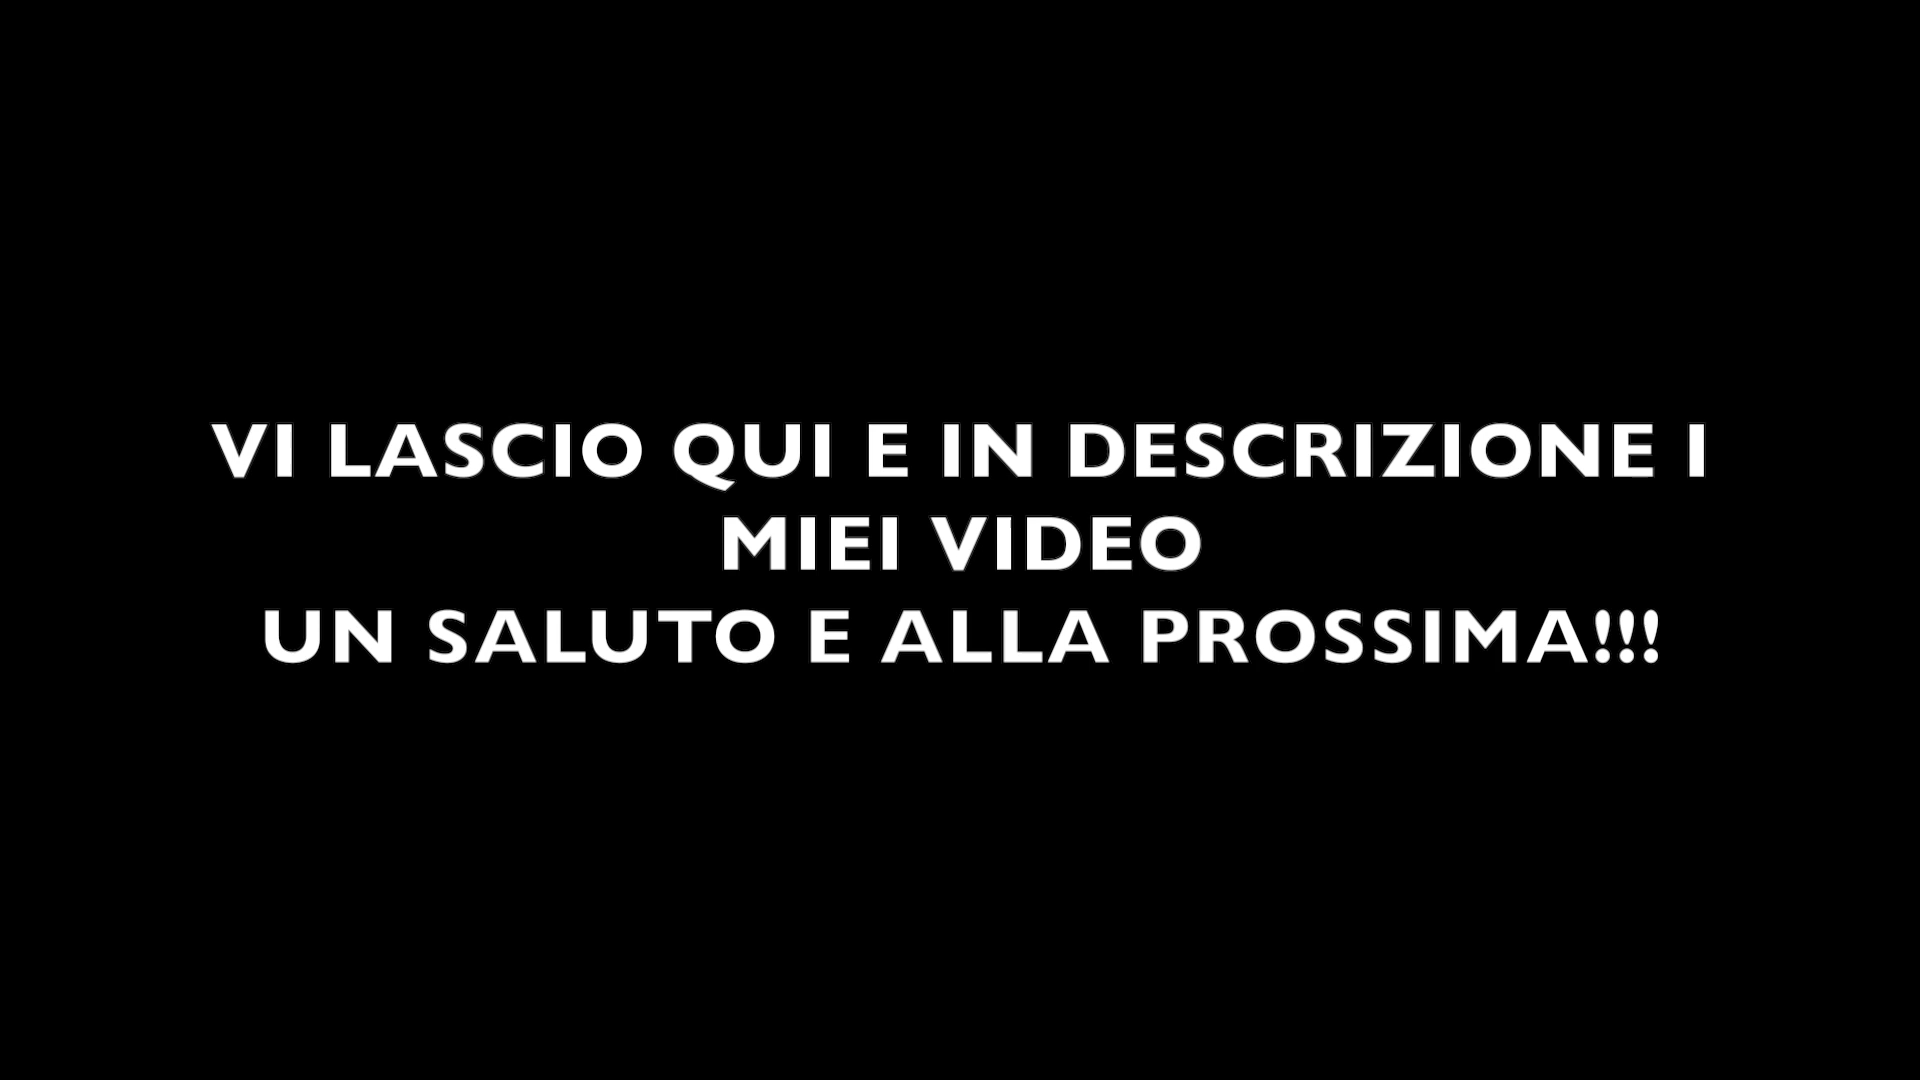 VI LASCIO QUI E IN DESCRIZIONE I
MIEI VIDEO
UN SALUTO E ALLA PROSSIMA!!!